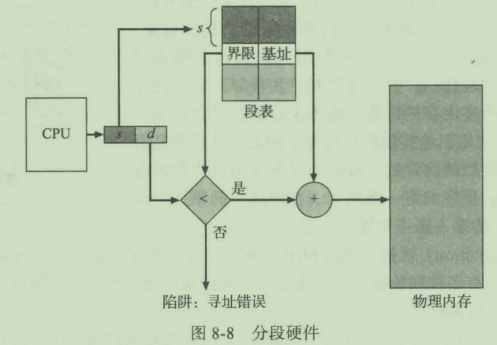 s
界限 基址
段表
CPU
s d
<
是
+
否
陷阱：寻址错误
物理内存
图 8-8 分段硬件